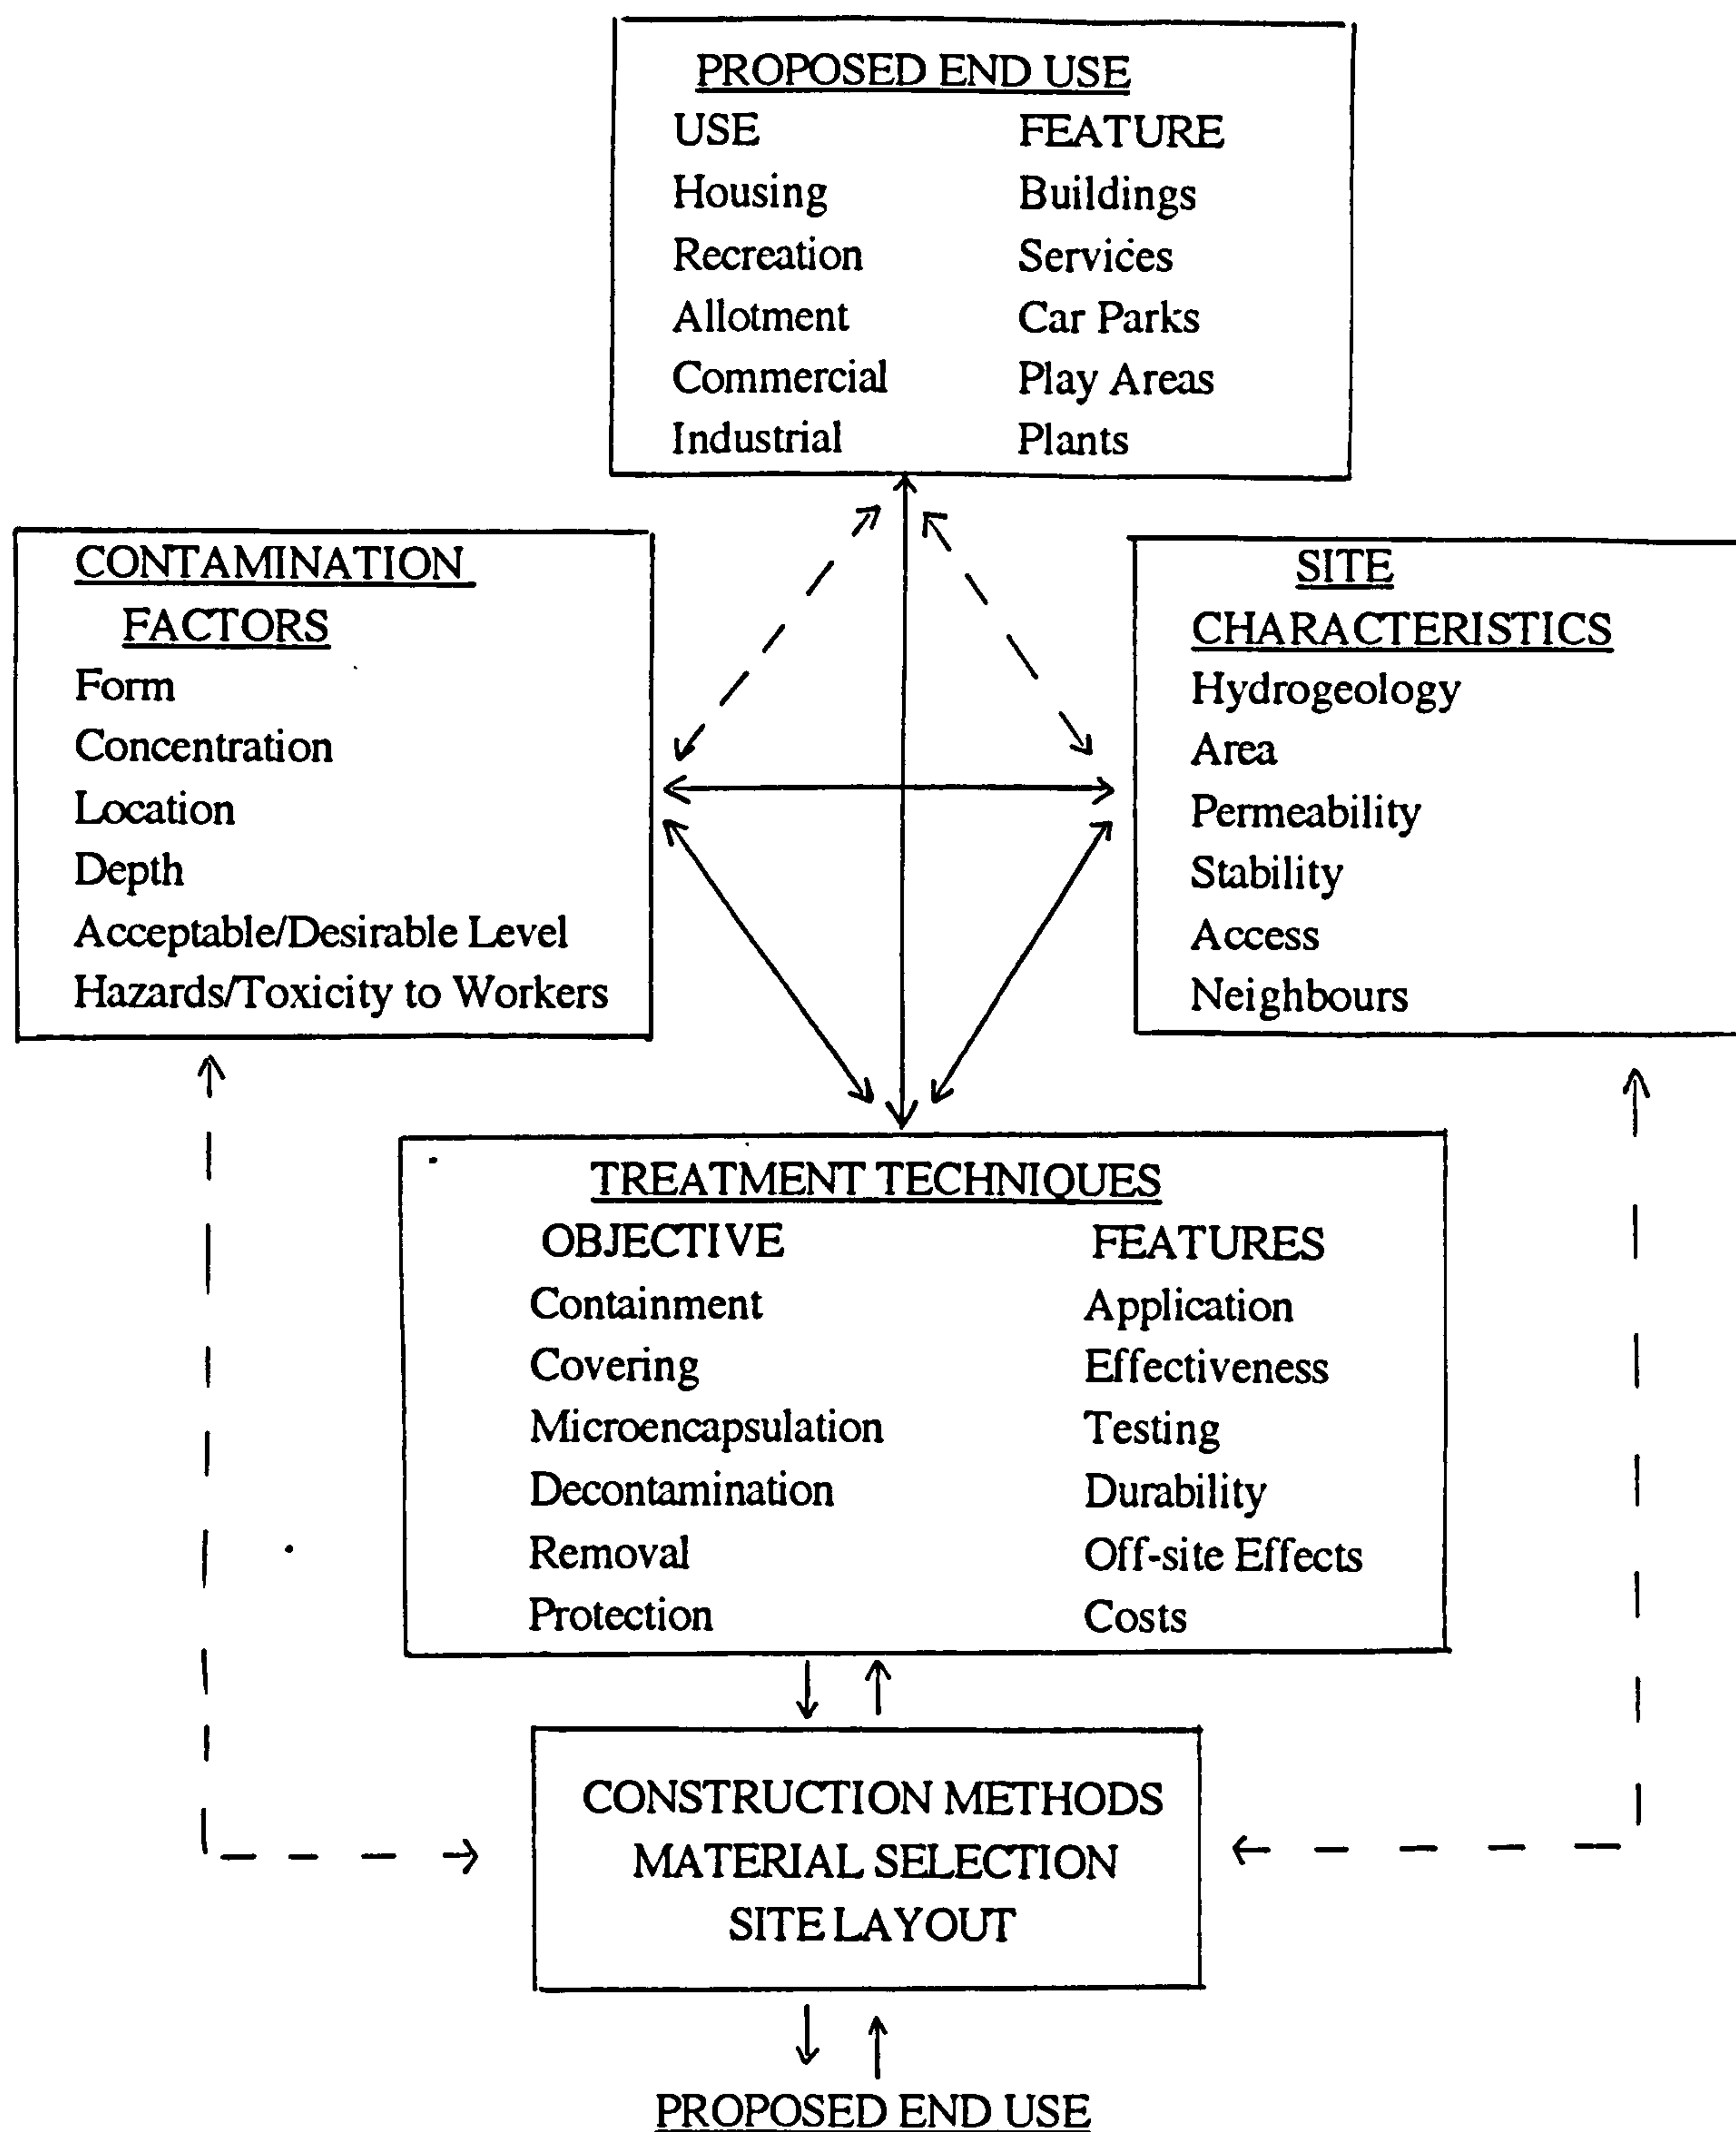 PROPOSED END USE
USE FEATURE
Housing Buildings
Recreation Services
Allotment Car Parks
Commercial Play Areas
Industrial Plants
CONTAMINATION
FACTORS
Form
Concentration
Location
Depth
Acceptable/Desirable Level
Hazards/Toxicity to Workers
SITE
CHARACTERISTICS
Hydrogeology
Area
Permeability
Stability
Access
Neighbours
TREATMENT TECHNIQUES
OBJECTIVE FEATURES
Containment Application
Covering Effectiveness
Microencapsulation Testing
Decontamination Durability
Removal Off-site Effects
Protection Costs
CONSTRUCTION METHODS
MATERIAL SELECTION
SITE LAYOUT
PROPOSED END USE